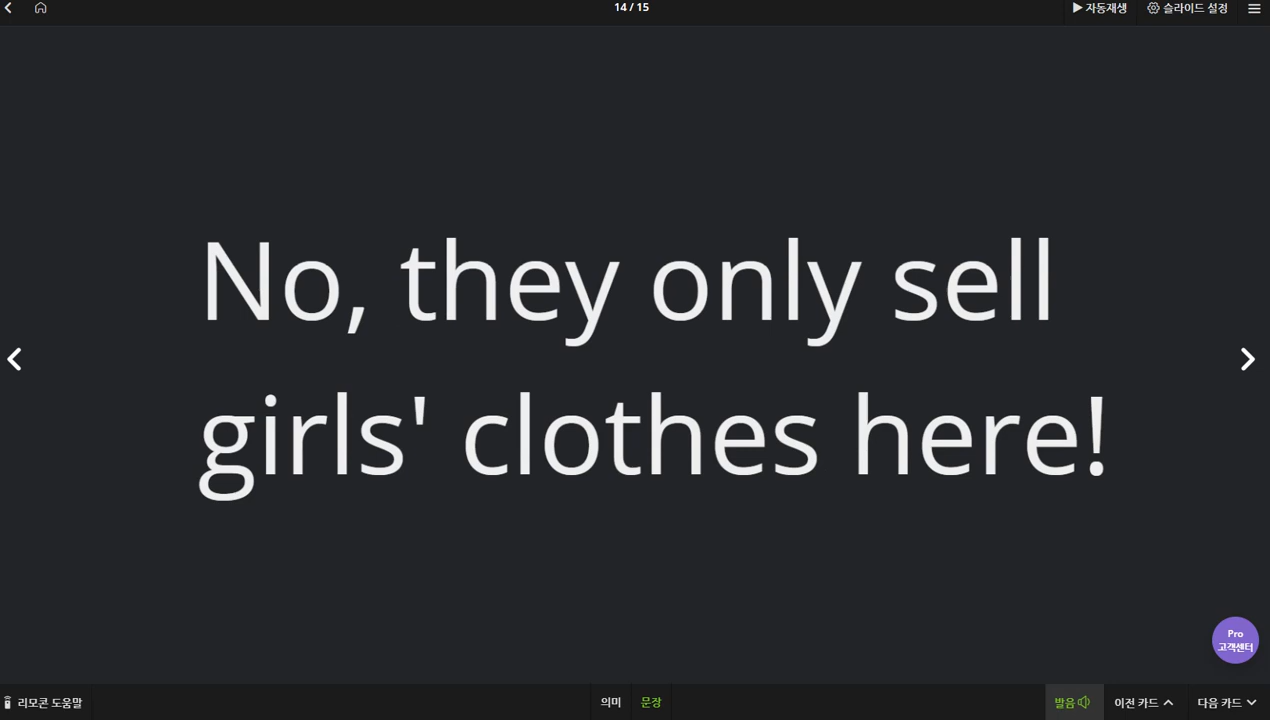 14 / 15
자동재생
슬라이드 설정
No, they only sell
girls' clothes here!
Pro
고객센터
리모콘 도움말
의미
문장
발음
이전 카드
다음 카드